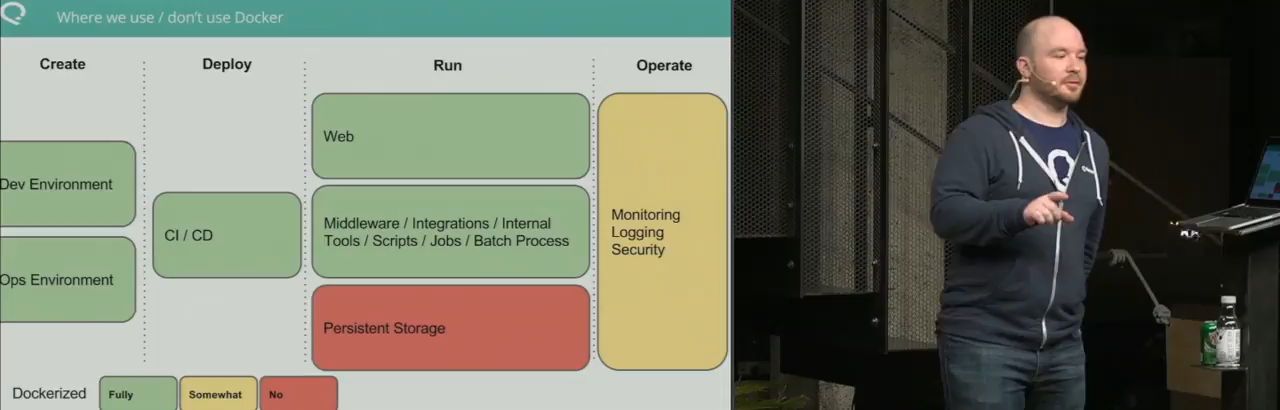 Where we use / don't use Docker
Create
Deploy
Run
Operate
Dev Environment
Ops Environment
CI / CD
Web
Middleware / Integrations / Internal
Tools / Scripts / Jobs / Batch Process
Persistent Storage
Monitoring
Logging
Security
Dockerized
Fully
Somewhat
No